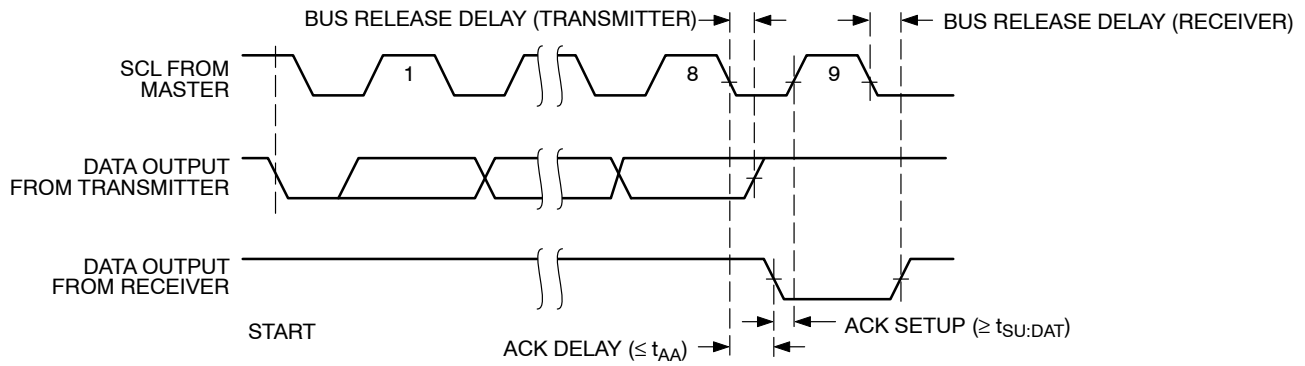 BUS RELEASE DELAY (TRANSMITTER)
BUS RELEASE DELAY (RECEIVER)
SCL FROM
MASTER
1
8
9
DATA OUTPUT
FROM TRANSMITTER
DATA OUTPUT
FROM RECEIVER
START
ACK SETUP (≥ tSU:DAT)
ACK DELAY (≤ tAA)